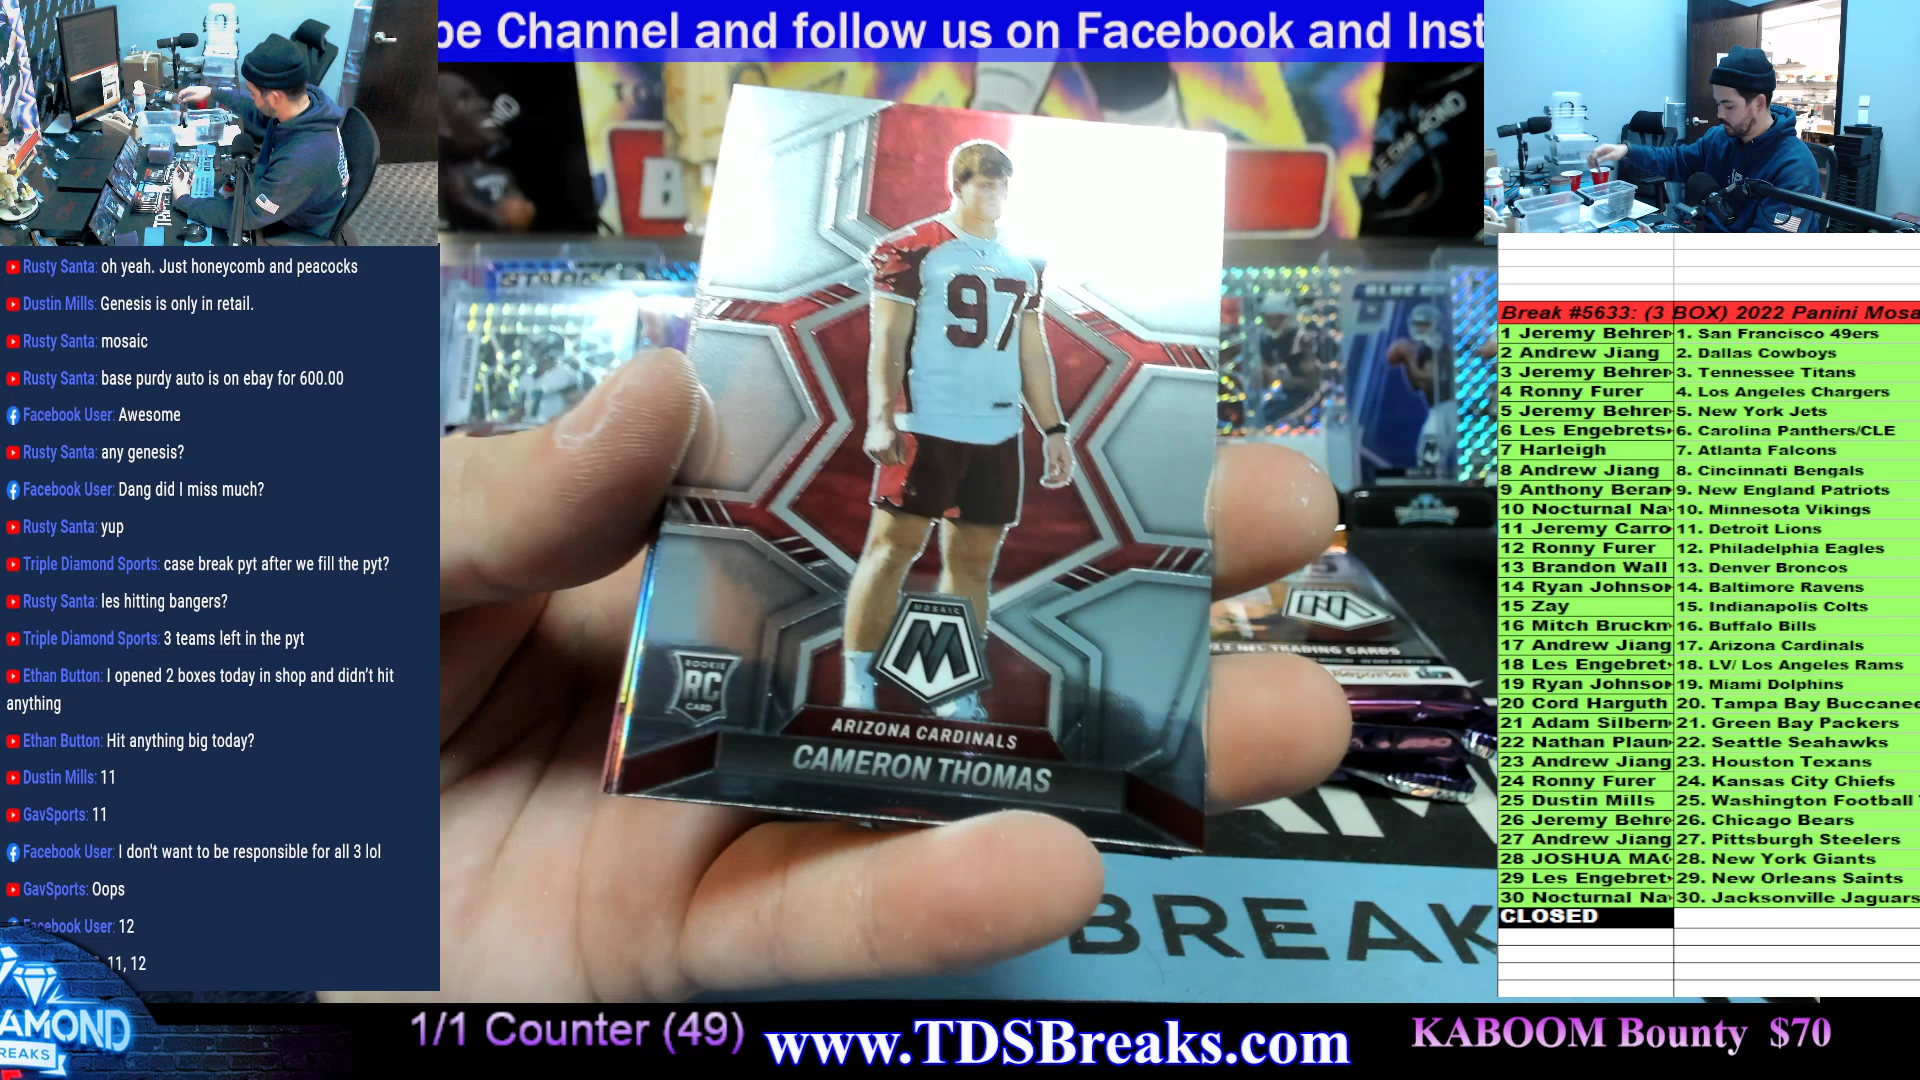 be Channel and follow us on Facebook and Inst
Rusty Santa: oh yeah. Just honeycomb and peacocks
Dustin Mills: Genesis is only in retail.
Rusty Santa: mosaic
Rusty Santa: base purdy auto is on ebay for 600.00
Facebook User: Awesome
Rusty Santa: any genesis?
Facebook User: Dang did I miss much?
Rusty Santa: yup
Triple Diamond Sports: case break pyt after we fill the pyt?
Rusty Santa: les hitting bangers?
Triple Diamond Sports: 3 teams left in the pyt
Ethan Button: I opened 2 boxes today in shop and didn't hit
anything
Ethan Button: Hit anything big today?
Dustin Mills: 11
GavSports: 11
Facebook User: I don't want to be responsible for all 3 lol
GavSports: Oops
Facebook User: 12
11, 12
AMOND
REAKS
97
MOSAIC
M
ROOKIE
RC
CARD
ARIZONA CARDINALS
CAMERON THOMAS
22 NFL TRADING CARDS
BREAK
Break #5633: (3 BOX) 2022 Panini Mosa
1 Jeremy Behren 1. San Francisco 49ers
2 Andrew Jiang 2. Dallas Cowboys
3 Jeremy Behren 3. Tennessee Titans
4 Ronny Furer 4. Los Angeles Chargers
5 Jeremy Behren 5. New York Jets
6 Les Engebrets 6. Carolina Panthers/CLE
7 Harleigh 7. Atlanta Falcons
8 Andrew Jiang 8. Cincinnati Bengals
9 Anthony Beran 9. New England Patriots
10 Nocturnal Na 10. Minnesota Vikings
11 Jeremy Carro 11. Detroit Lions
12 Ronny Furer 12. Philadelphia Eagles
13 Brandon Wall 13. Denver Broncos
14 Ryan Johnso 14. Baltimore Ravens
15 Zay 15. Indianapolis Colts
16 Mitch Bruckm 16. Buffalo Bills
17 Andrew Jiang 17. Arizona Cardinals
18 Les Engebret 18. LV/ Los Angeles Rams
19 Ryan Johnso 19. Miami Dolphins
20 Cord Harguth 20. Tampa Bay Buccanee
21 Adam Silbern 21. Green Bay Packers
22 Nathan Plaun 22. Seattle Seahawks
23 Andrew Jiang 23. Houston Texans
24 Ronny Furer 24. Kansas City Chiefs
25 Dustin Mills 25. Washington Football
26 Jeremy Behre 26. Chicago Bears
27 Andrew Jiang 27. Pittsburgh Steelers
28 JOSHUA MAC 28. New York Giants
29 Les Engebret 29. New Orleans Saints
30 Nocturnal Na 30. Jacksonville Jaguars
CLOSED
1/1 Counter (49)
www.TDSBreaks.com
KABOOM Bounty $70